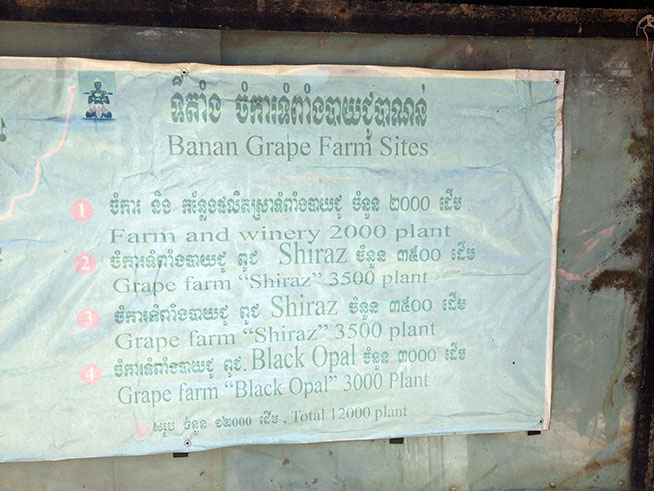 ទីតាំង ចំការទំពាំងបាយជូបាណន់
Banan Grape Farm Sites
1 ចំការ និង កន្លែងផលិតស្រាទំពាំងបាយជូ ចំនួន ២០០០ ដើម
Farm and winery 2000 plant
2 ចំការទំពាំងបាយជូ ពូជ Shiraz ចំនួន ៣៥០០ ដើម
Grape farm “Shiraz” 3500 plant
3 ចំការទំពាំងបាយជូ ពូជ Shiraz ចំនួន ៣៥០០ ដើម
Grape farm “Shiraz” 3500 plant
4 ចំការទំពាំងបាយជូ ពូជ Black Opal ចំនួន ៣០០០ ដើម
Grape farm “Black Opal” 3000 Plant
សរុប ចំនួន ១២០០០ ដើម , Total 12000 plant